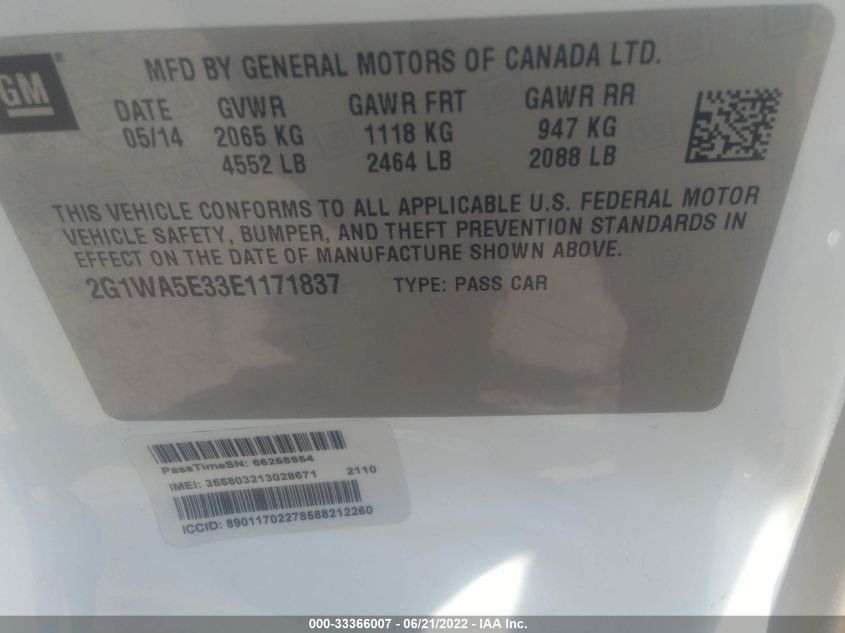 GM
MFD BY GENERAL MOTORS OF CANADA LTD.
DATE GVWR GAWR FRT GAWR RR
05/14 2065 KG 1118 KG 947 KG
4552 LB 2464 LB 2088 LB
THIS VEHICLE CONFORMS TO ALL APPLICABLE U.S. FEDERAL MOTOR
VEHICLE SAFETY, BUMPER, AND THEFT PREVENTION STANDARDS IN
EFFECT ON THE DATE OF MANUFACTURE SHOWN ABOVE.
2G1WA5E33E1171837 TYPE: PASS CAR
PassTimeSN: 66268954
IMEI: 355803213028671 2110
ICCID: 89011702278588212260
000-33366007 - 06/21/2022 - IAA Inc.